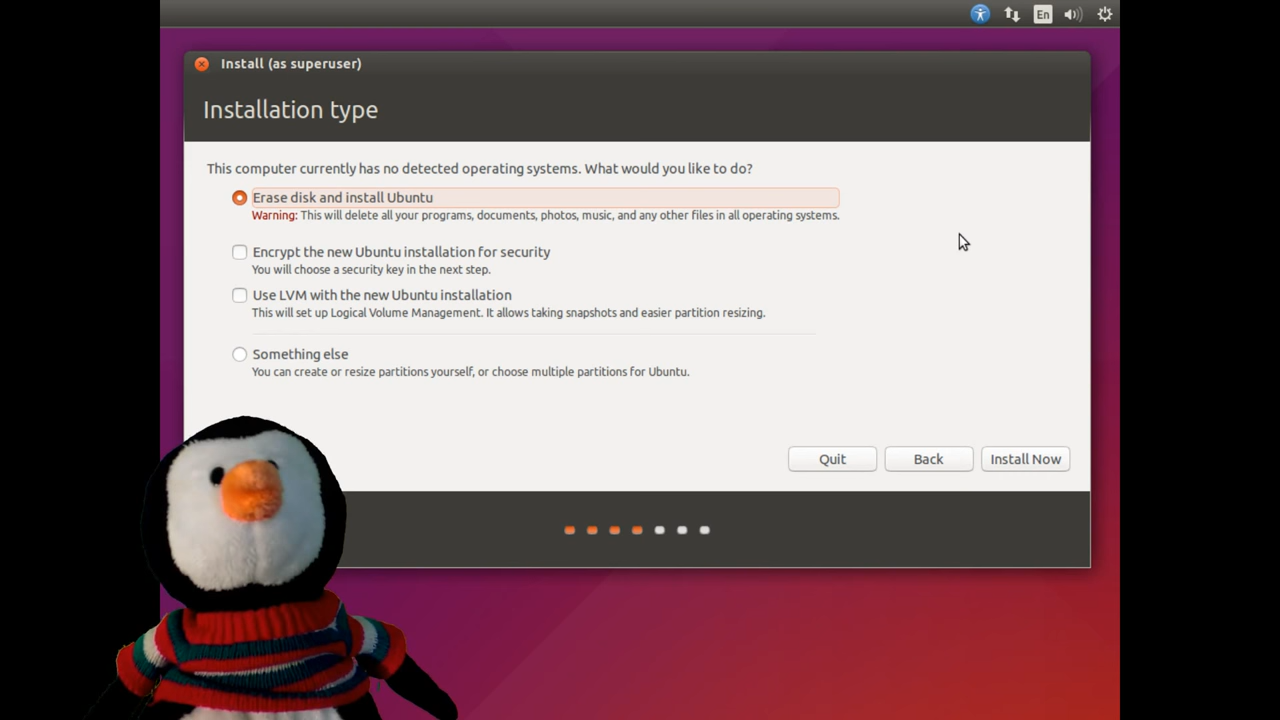 En
Install (as superuser)
Installation type
This computer currently has no detected operating systems. What would you like to do?
Erase disk and install Ubuntu
Warning: This will delete all your programs, documents, photos, music, and any other files in all operating systems.
Encrypt the new Ubuntu installation for security
You will choose a security key in the next step.
Use LVM with the new Ubuntu installation
This will set up Logical Volume Management. It allows taking snapshots and easier partition resizing.
Something else
You can create or resize partitions yourself, or choose multiple partitions for Ubuntu.
Quit Back Install Now